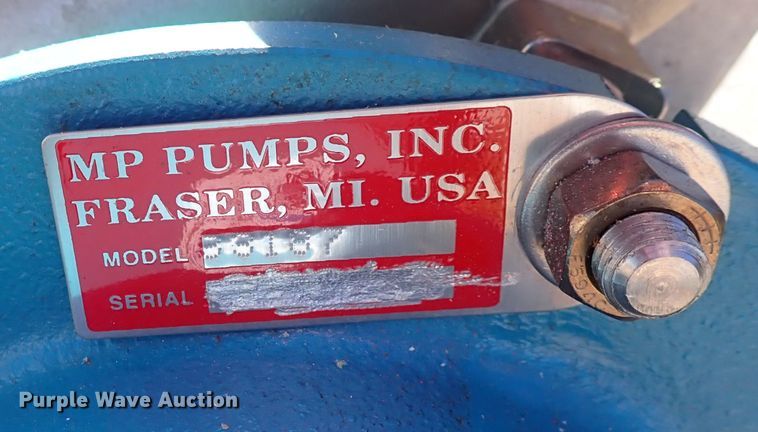 MP PUMPS, INC.
FRASER, MI. USA
MODEL
SERIAL
Purple Wave Auction